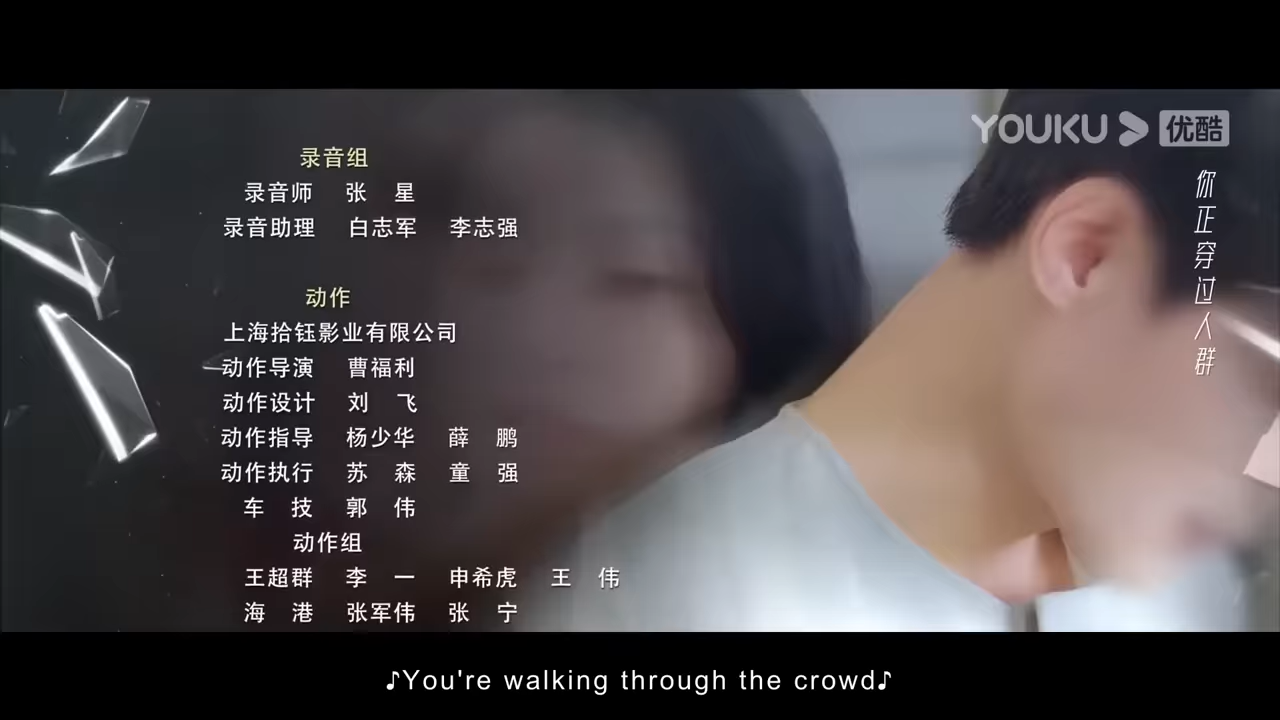 YOUKU 优酷
录音组
录音师 张 星
录音助理 白志军 李志强
动作
上海拾钰影业有限公司
动作导演 曹福利
动作设计 刘 飞
动作指导 杨少华 薛 鹏
动作执行 苏 森 童 强
车 技 郭 伟
动作组
王超群 李 一 申希虎 王 伟
海 港 张军伟 张 宁
你正穿过人群
♪You're walking through the crowd♪